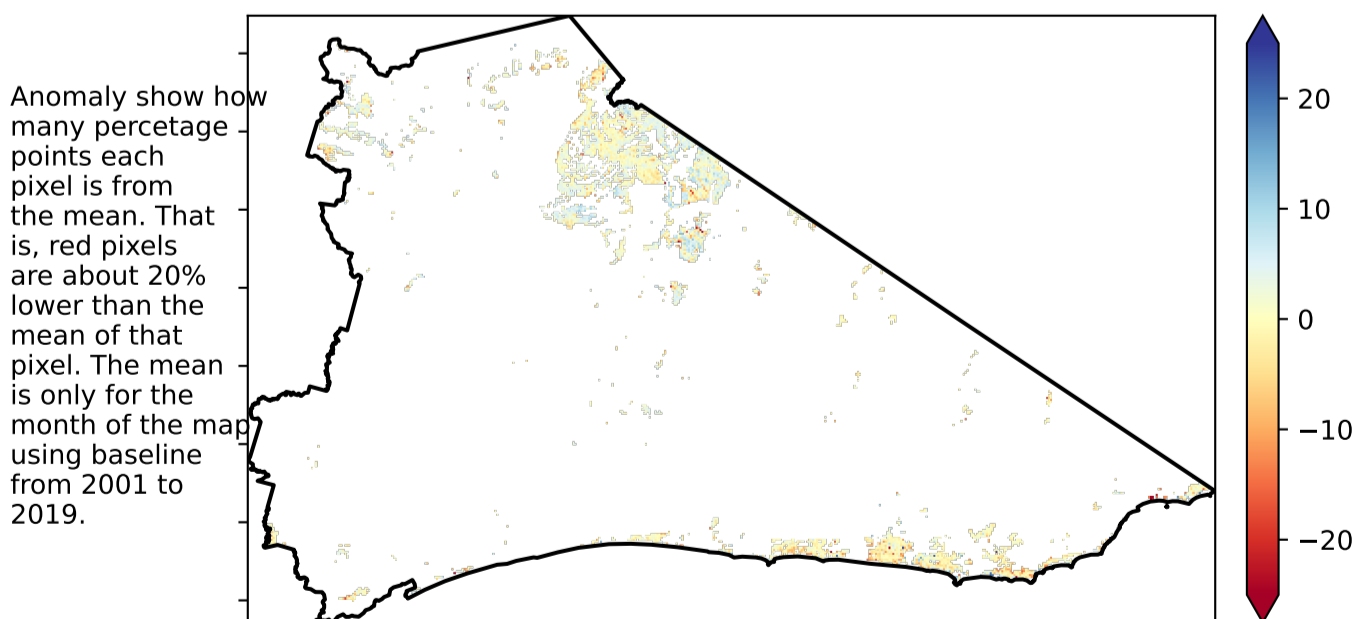 Anomaly show how
many percetage
points each
pixel is from
the mean. That
is, red pixels
are about 20%
lower than the
mean of that
pixel. The mean
is only for the
month of the map
using baseline
from 2001 to
2019.
20
10
0
−10
−20